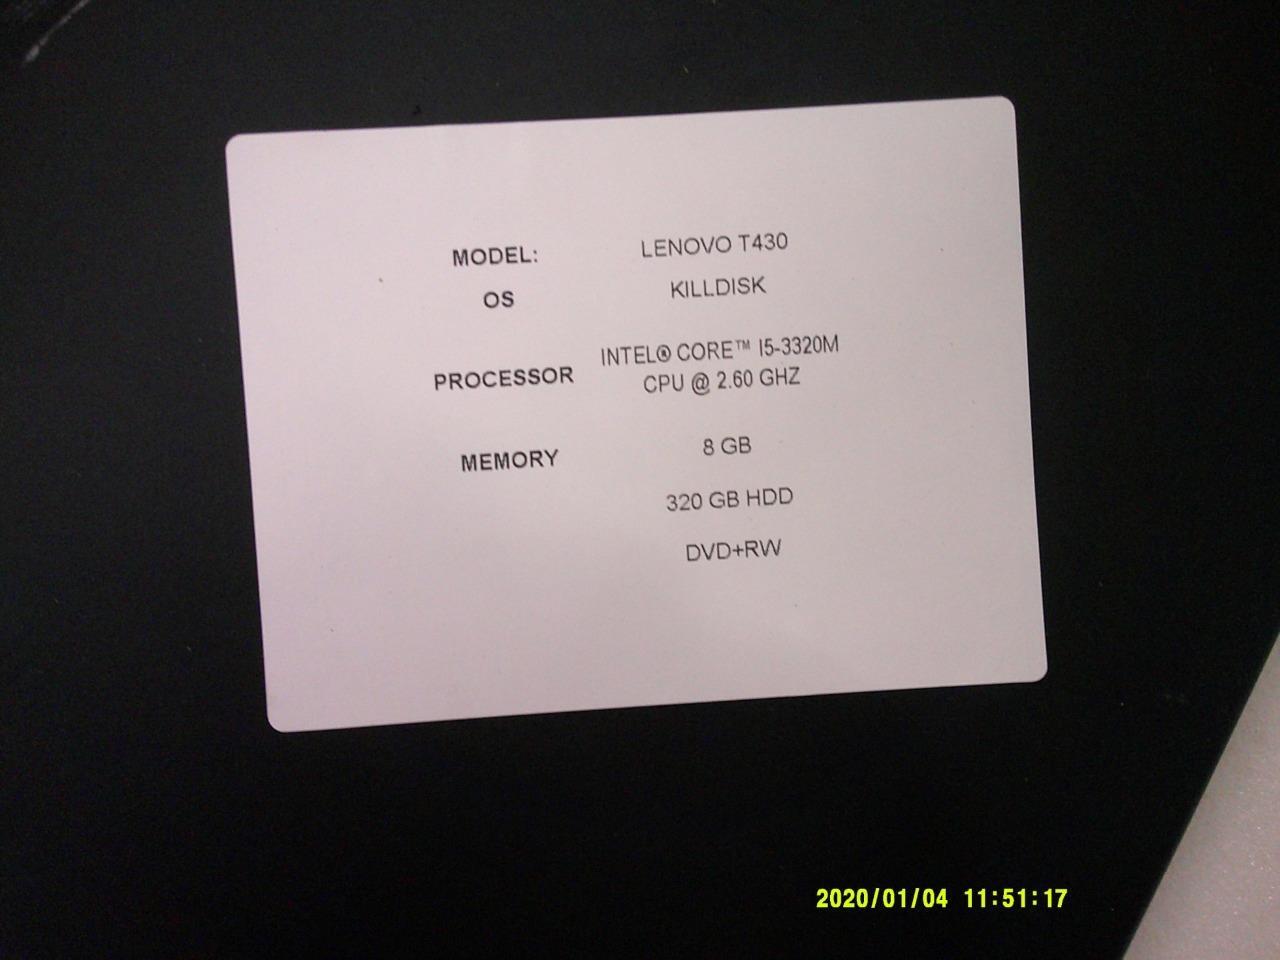 MODEL: LENOVO T430
OS KILLDISK
INTEL® CORE™ I5-3320M
PROCESSOR CPU @ 2.60 GHZ
MEMORY 8 GB
320 GB HDD
DVD+RW
2020/01/04 11:51:17